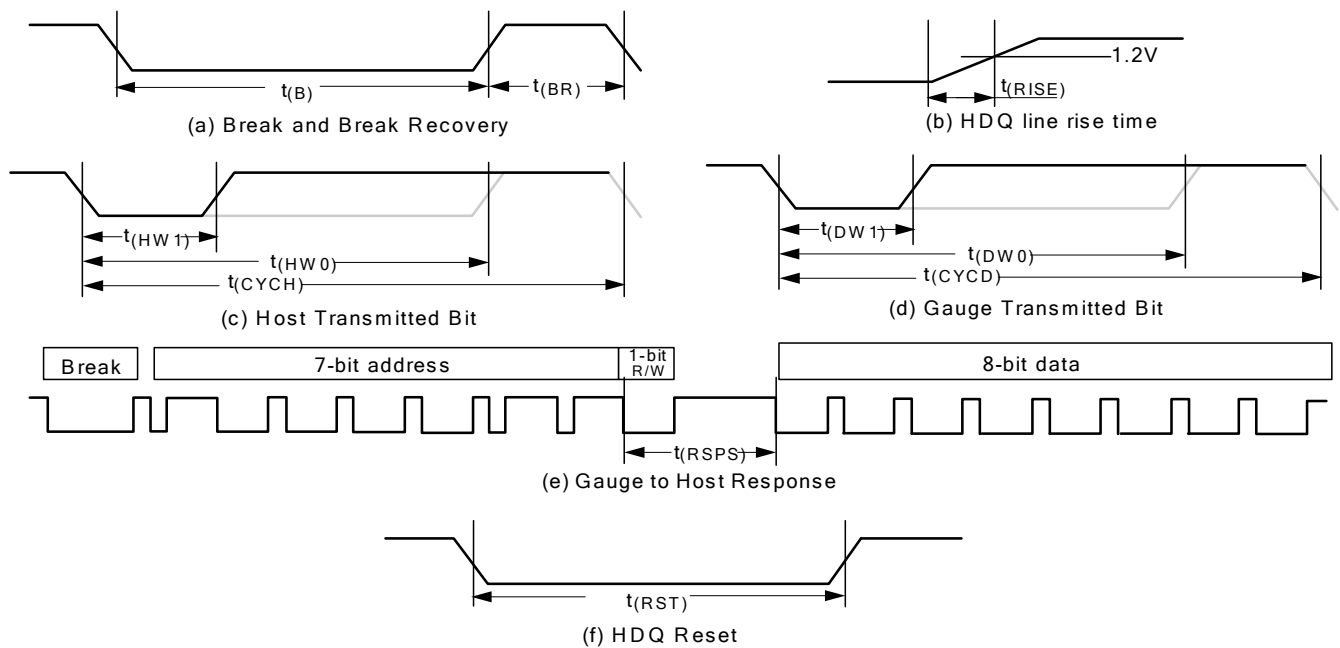 t(B)
t(BR)
(a) Break and Break Recovery
1.2V
t(RISE)
(b) HDQ line rise time
t(HW1)
t(HW0)
t(CYCH)
(c) Host Transmitted Bit
t(DW1)
t(DW0)
t(CYCD)
(d) Gauge Transmitted Bit
Break
7-bit address
1-bit
R/W
8-bit data
t(RSPS)
(e) Gauge to Host Response
t(RST)
(f) HDQ Reset